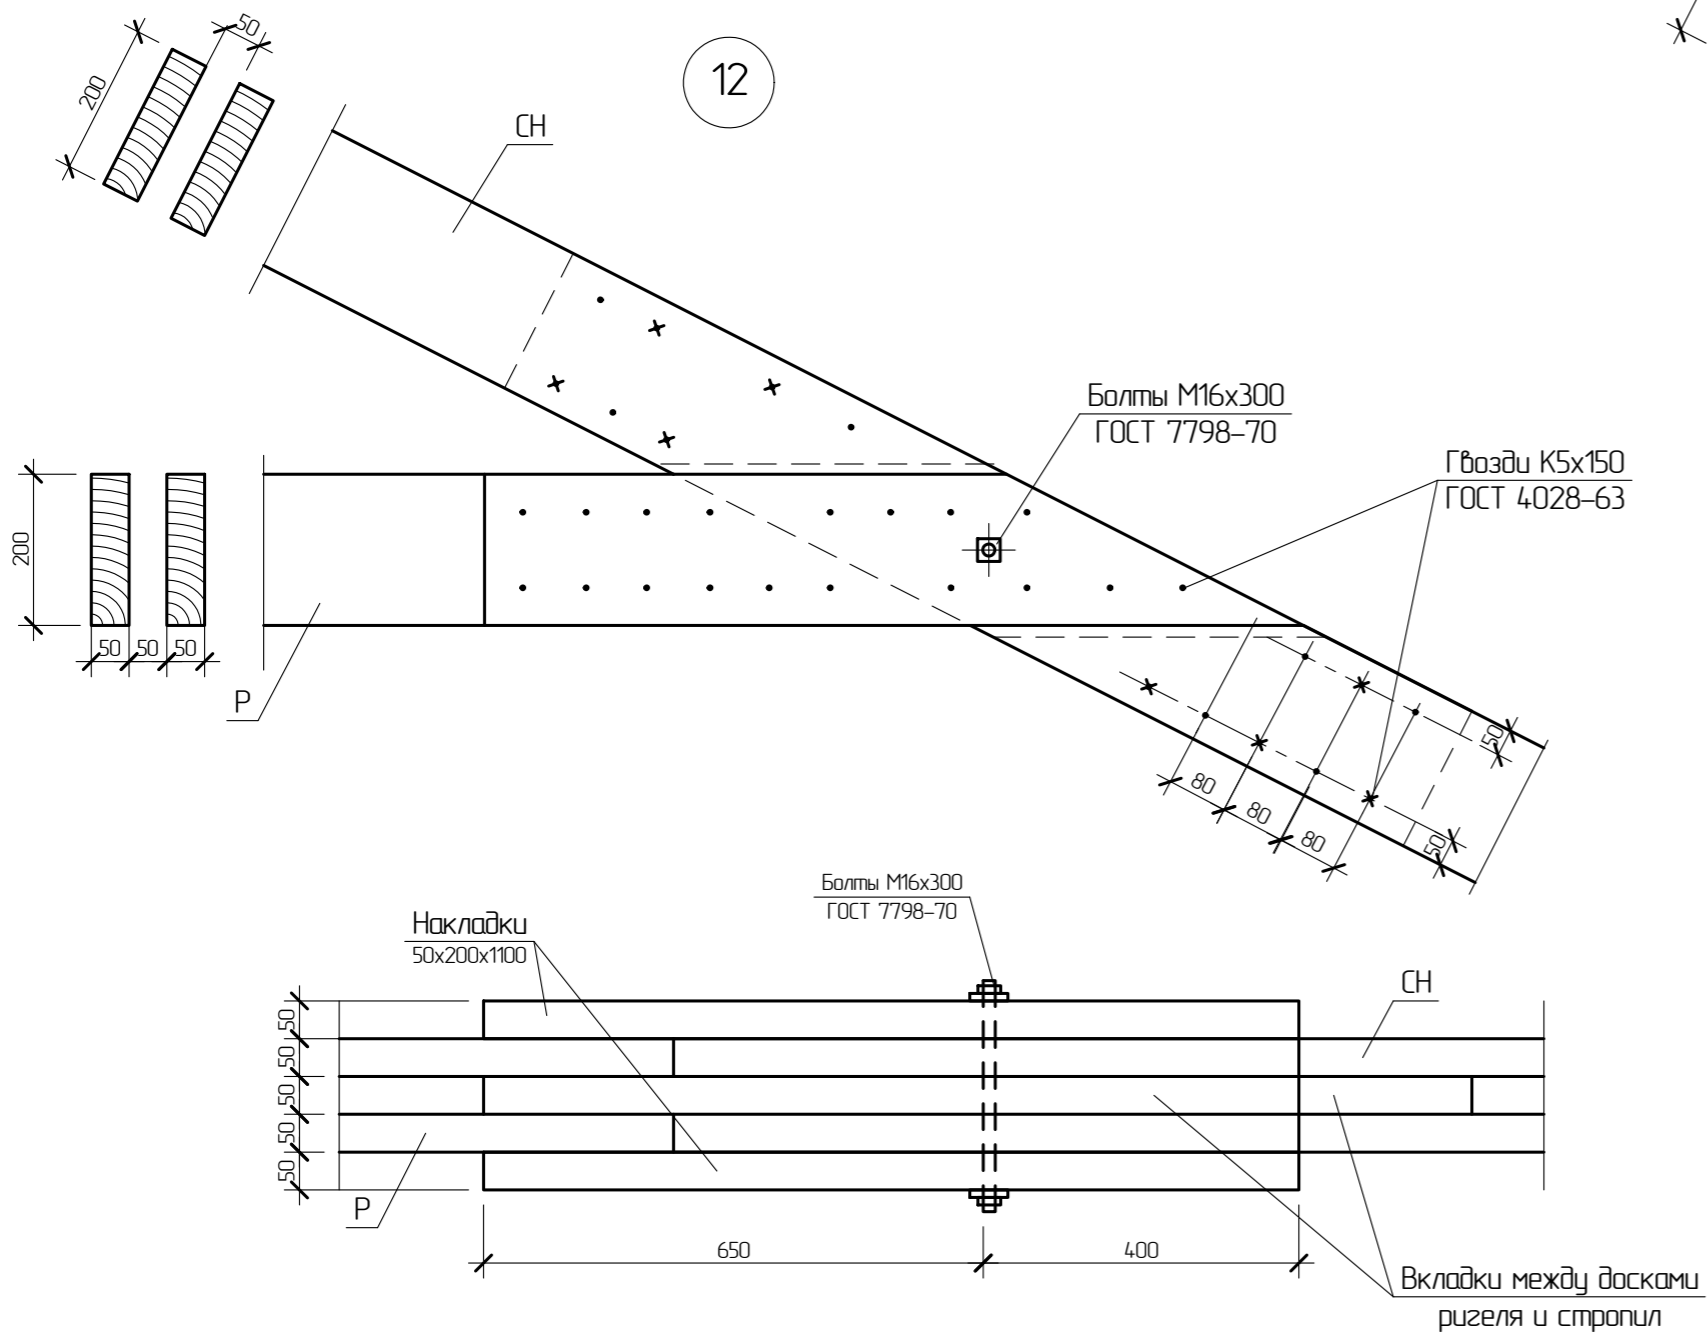 50
200
12
СН
Болты М16х300
ГОСТ 7798-70
Гвозди К5х150
ГОСТ 4028-63
200
50 50 50
Р
50
80
80
80
50
Болты М16х300
ГОСТ 7798-70
Накладки
50х200х1100
СН
50
50
50
50
50
Р
650
400
Вкладки между досками
ригеля и стропил